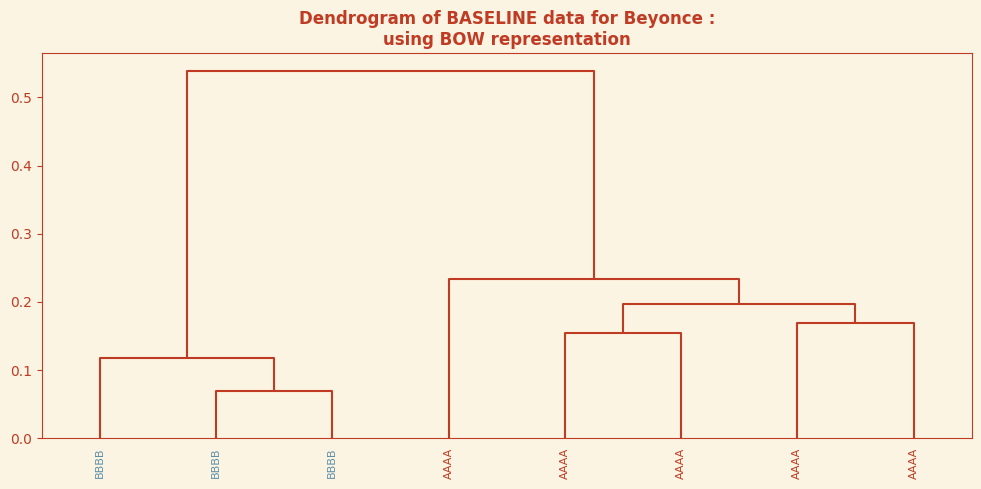 Dendrogram of BASELINE data for Beyonce :
using BOW representation
0.5
0.4
0.3
0.2
0.1
0.0
BBBB
BBBB
BBBB
AAAA
AAAA
AAAA
AAAA
AAAA